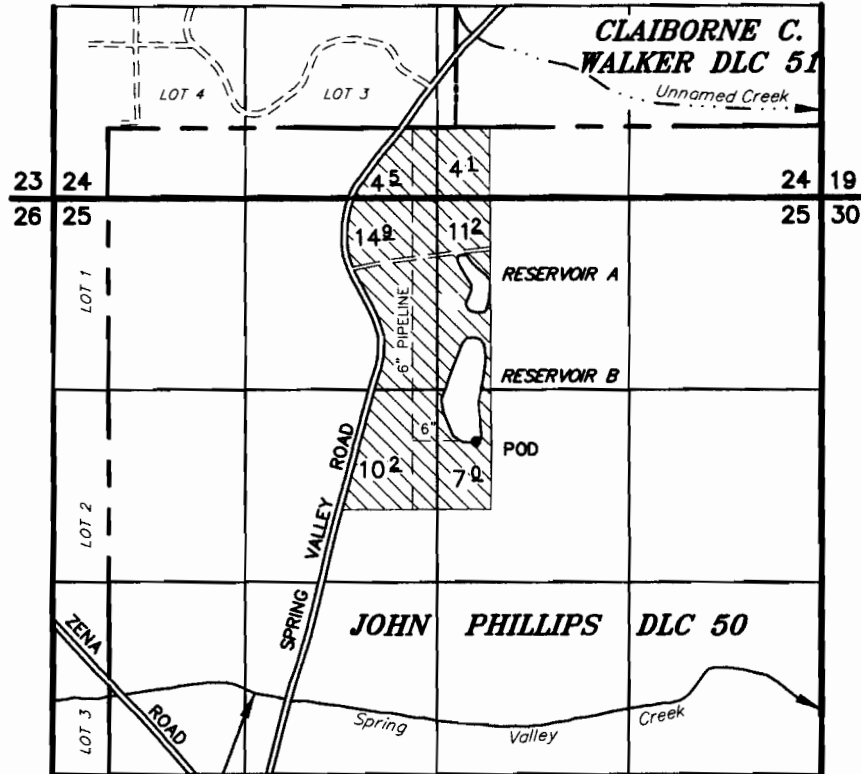 CLAIBORNE C.
WALKER DLC 51
Unnamed Creek
LOT 4
LOT 3
4 5
4 1
23 24
24 19
26 25
25 30
14 9
11 2
LOT 1
RESERVOIR A
6" PIPELINE
RESERVOIR B
6"
POD
10 2
7 0
LOT 2
SPRING VALLEY ROAD
JOHN PHILLIPS DLC 50
ZENA ROAD
LOT 3
Spring Valley Creek